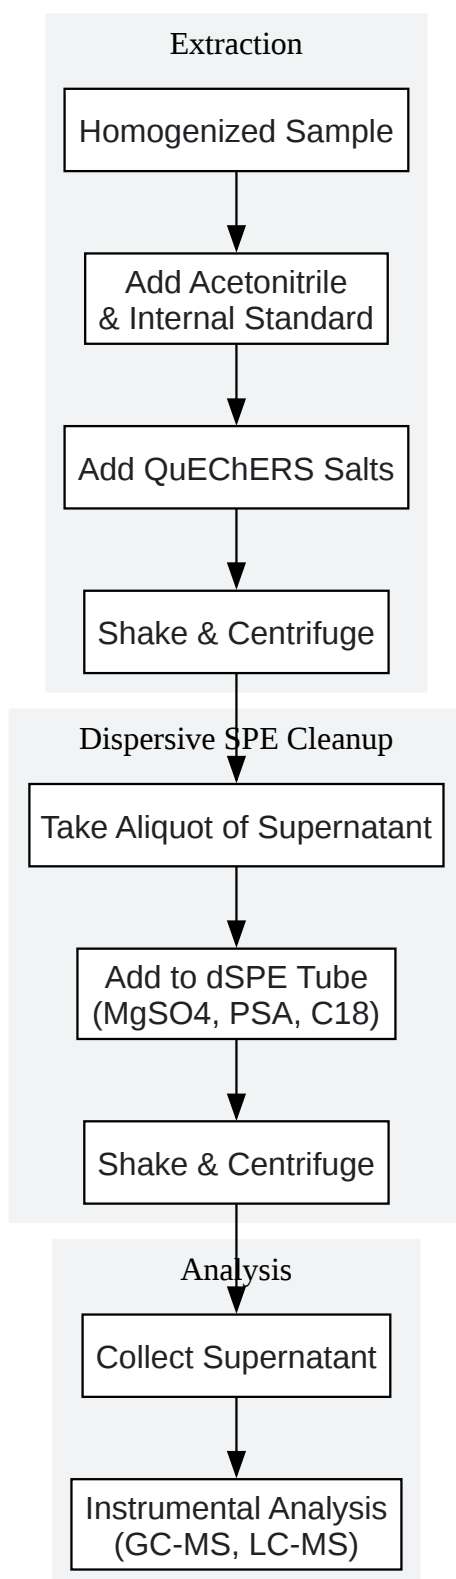 Extraction
Homogenized Sample
Add Acetonitrile
& Internal Standard
Add QuEChERS Salts
Shake & Centrifuge
Dispersive SPE Cleanup
Take Aliquot of Supernatant
Add to dSPE Tube
(MgSO4, PSA, C18)
Shake & Centrifuge
Analysis
Collect Supernatant
Instrumental Analysis
(GC-MS, LC-MS)